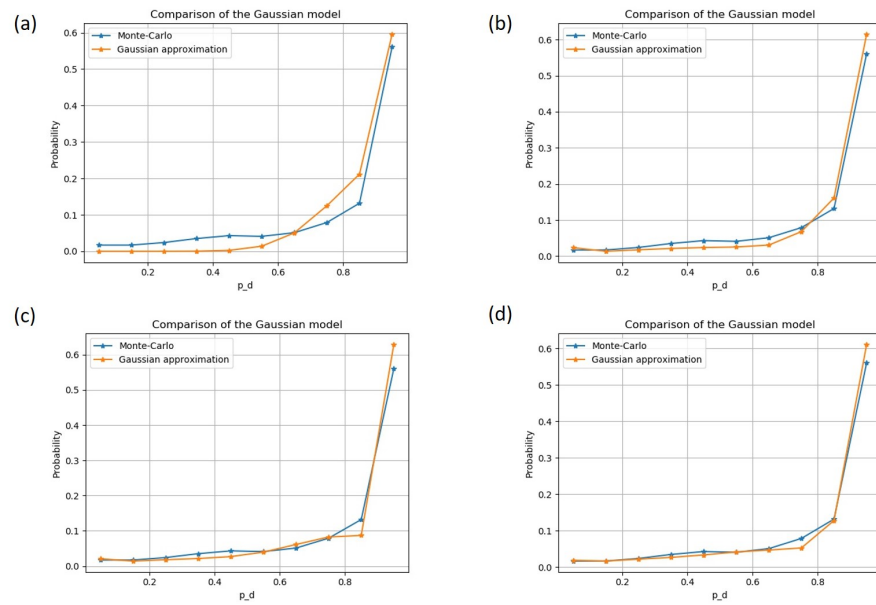 (a)
Comparison of the Gaussian model
Monte-Carlo
Gaussian approximation
Probability
0.6
0.5
0.4
0.3
0.2
0.1
0.0
0.2 0.4 0.6 0.8
p_d
(b)
Comparison of the Gaussian model
Monte-Carlo
Gaussian approximation
Probability
0.6
0.5
0.4
0.3
0.2
0.1
0.0
0.2 0.4 0.6 0.8
p_d
(c)
Comparison of the Gaussian model
Monte-Carlo
Gaussian approximation
Probability
0.6
0.5
0.4
0.3
0.2
0.1
0.0
0.2 0.4 0.6 0.8
p_d
(d)
Comparison of the Gaussian model
Monte-Carlo
Gaussian approximation
Probability
0.6
0.5
0.4
0.3
0.2
0.1
0.0
0.2 0.4 0.6 0.8
p_d